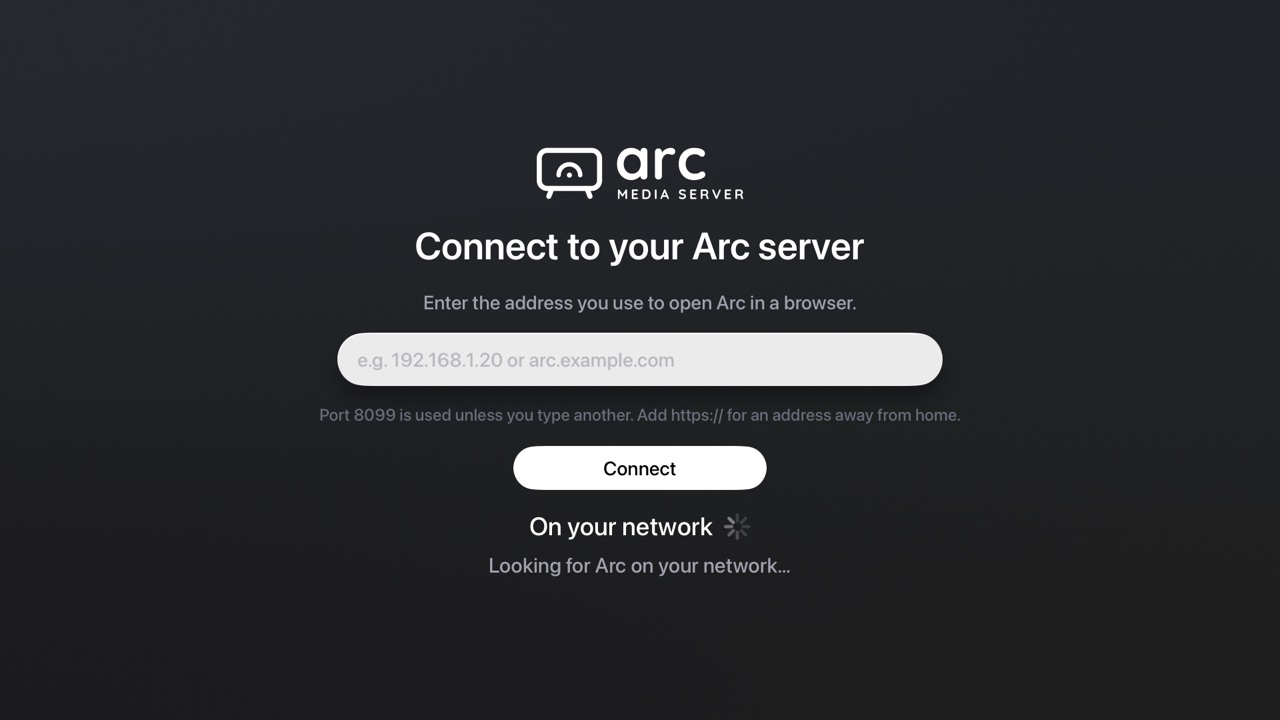 arc
MEDIA SERVER
Connect to your Arc server
Enter the address you use to open Arc in a browser.
e.g. 192.168.1.20 or arc.example.com
Port 8099 is used unless you type another. Add https:// for an address away from home.
Connect
On your network
Looking for Arc on your network...